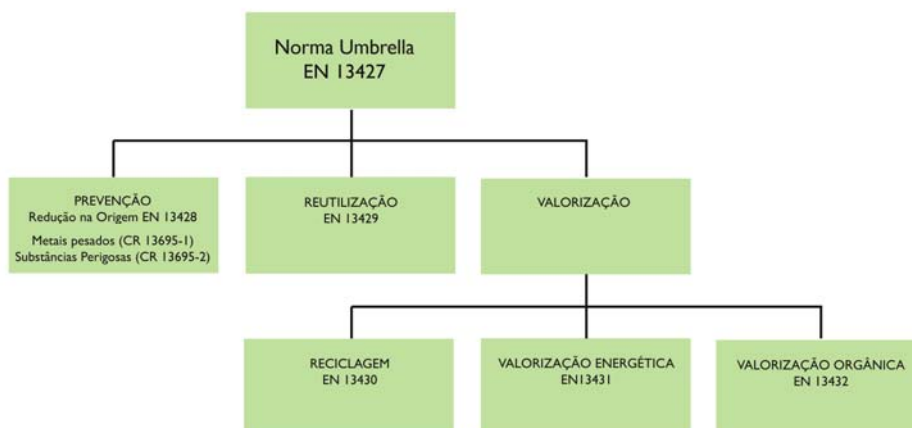 Norma Umbrella
EN 13427
PREVENÇÃO
Redução na Origem EN 13428
Metais pesados (CR 13695-1)
Substâncias Perigosas (CR 13695-2)
REUTILIZAÇÃO
EN 13429
VALORIZAÇÃO
RECICLAGEM
EN 13430
VALORIZAÇÃO ENERGÉTICA
EN13431
VALORIZAÇÃO ORGÂNICA
EN 13432